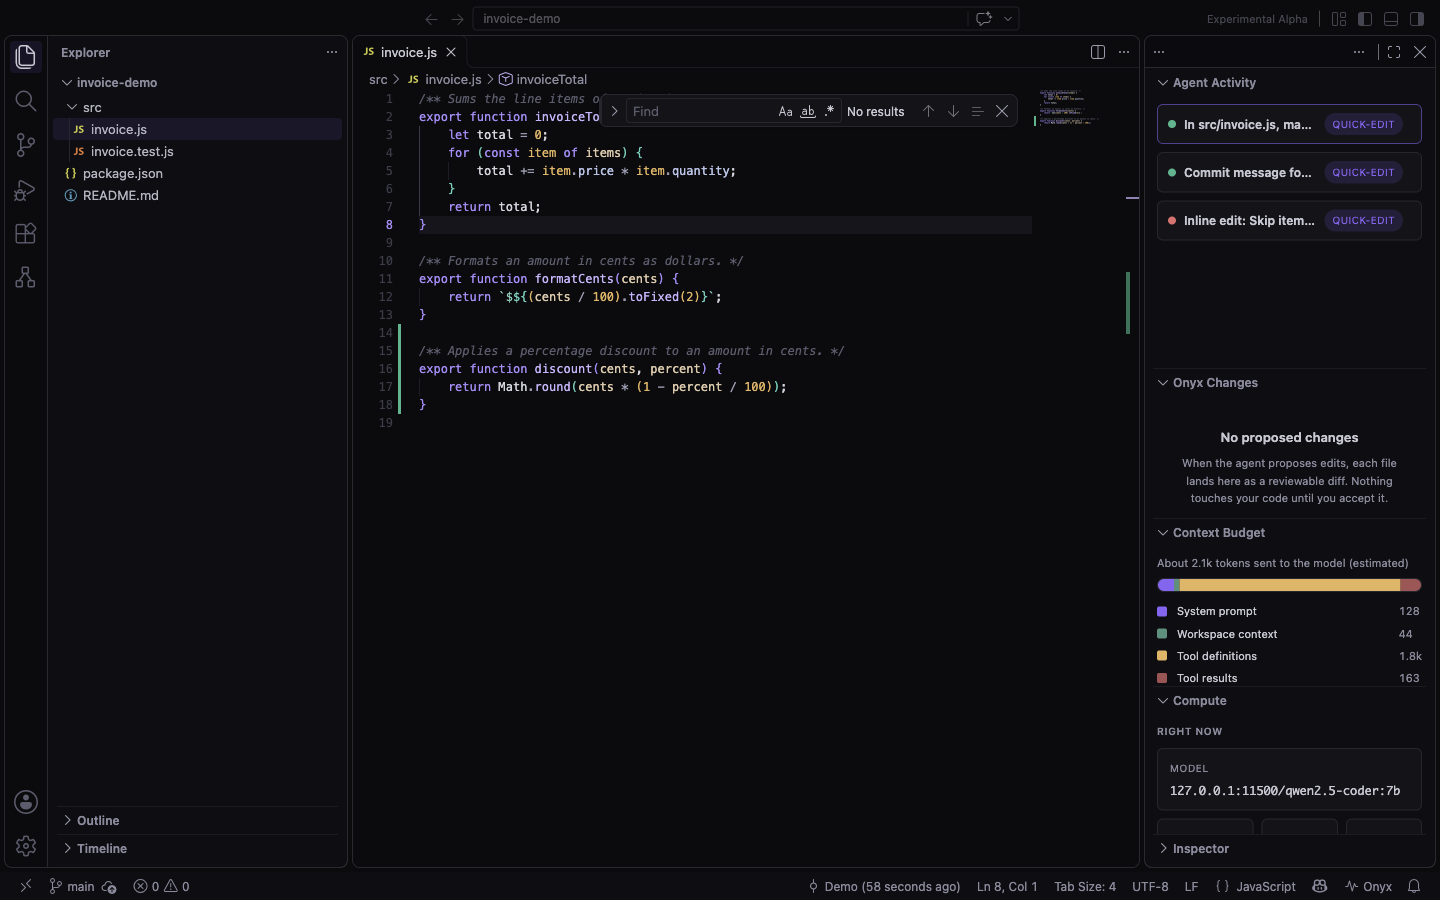 invoice-demo
Experimental Alpha
Explorer
invoice-demo
src
JS invoice.js
JS invoice.test.js
{} package.json
README.md
Outline
Timeline
JS invoice.js
src > JS invoice.js > invoiceTotal
Find
Aa ab .* No results
1 /** Sums the line items o
2 export function invoiceTo
3 let total = 0;
4 for (const item of items) {
5 total += item.price * item.quantity;
6 }
7 return total;
8 }
9
10 /** Formats an amount in cents as dollars. */
11 export function formatCents(cents) {
12 return `$${(cents / 100).toFixed(2)}`;
13 }
14
15 /** Applies a percentage discount to an amount in cents. */
16 export function discount(cents, percent) {
17 return Math.round(cents * (1 - percent / 100));
18 }
19
Agent Activity
In src/invoice.js, ma... QUICK-EDIT
Commit message fo... QUICK-EDIT
Inline edit: Skip item... QUICK-EDIT
Onyx Changes
No proposed changes
When the agent proposes edits, each file
lands here as a reviewable diff. Nothing
touches your code until you accept it.
Context Budget
About 2.1k tokens sent to the model (estimated)
System prompt 128
Workspace context 44
Tool definitions 1.8k
Tool results 163
Compute
RIGHT NOW
MODEL
127.0.0.1:11500/qwen2.5-coder:7b
Inspector
main 0 0 Demo (58 seconds ago) Ln 8, Col 1 Tab Size: 4 UTF-8 LF {} JavaScript Onyx